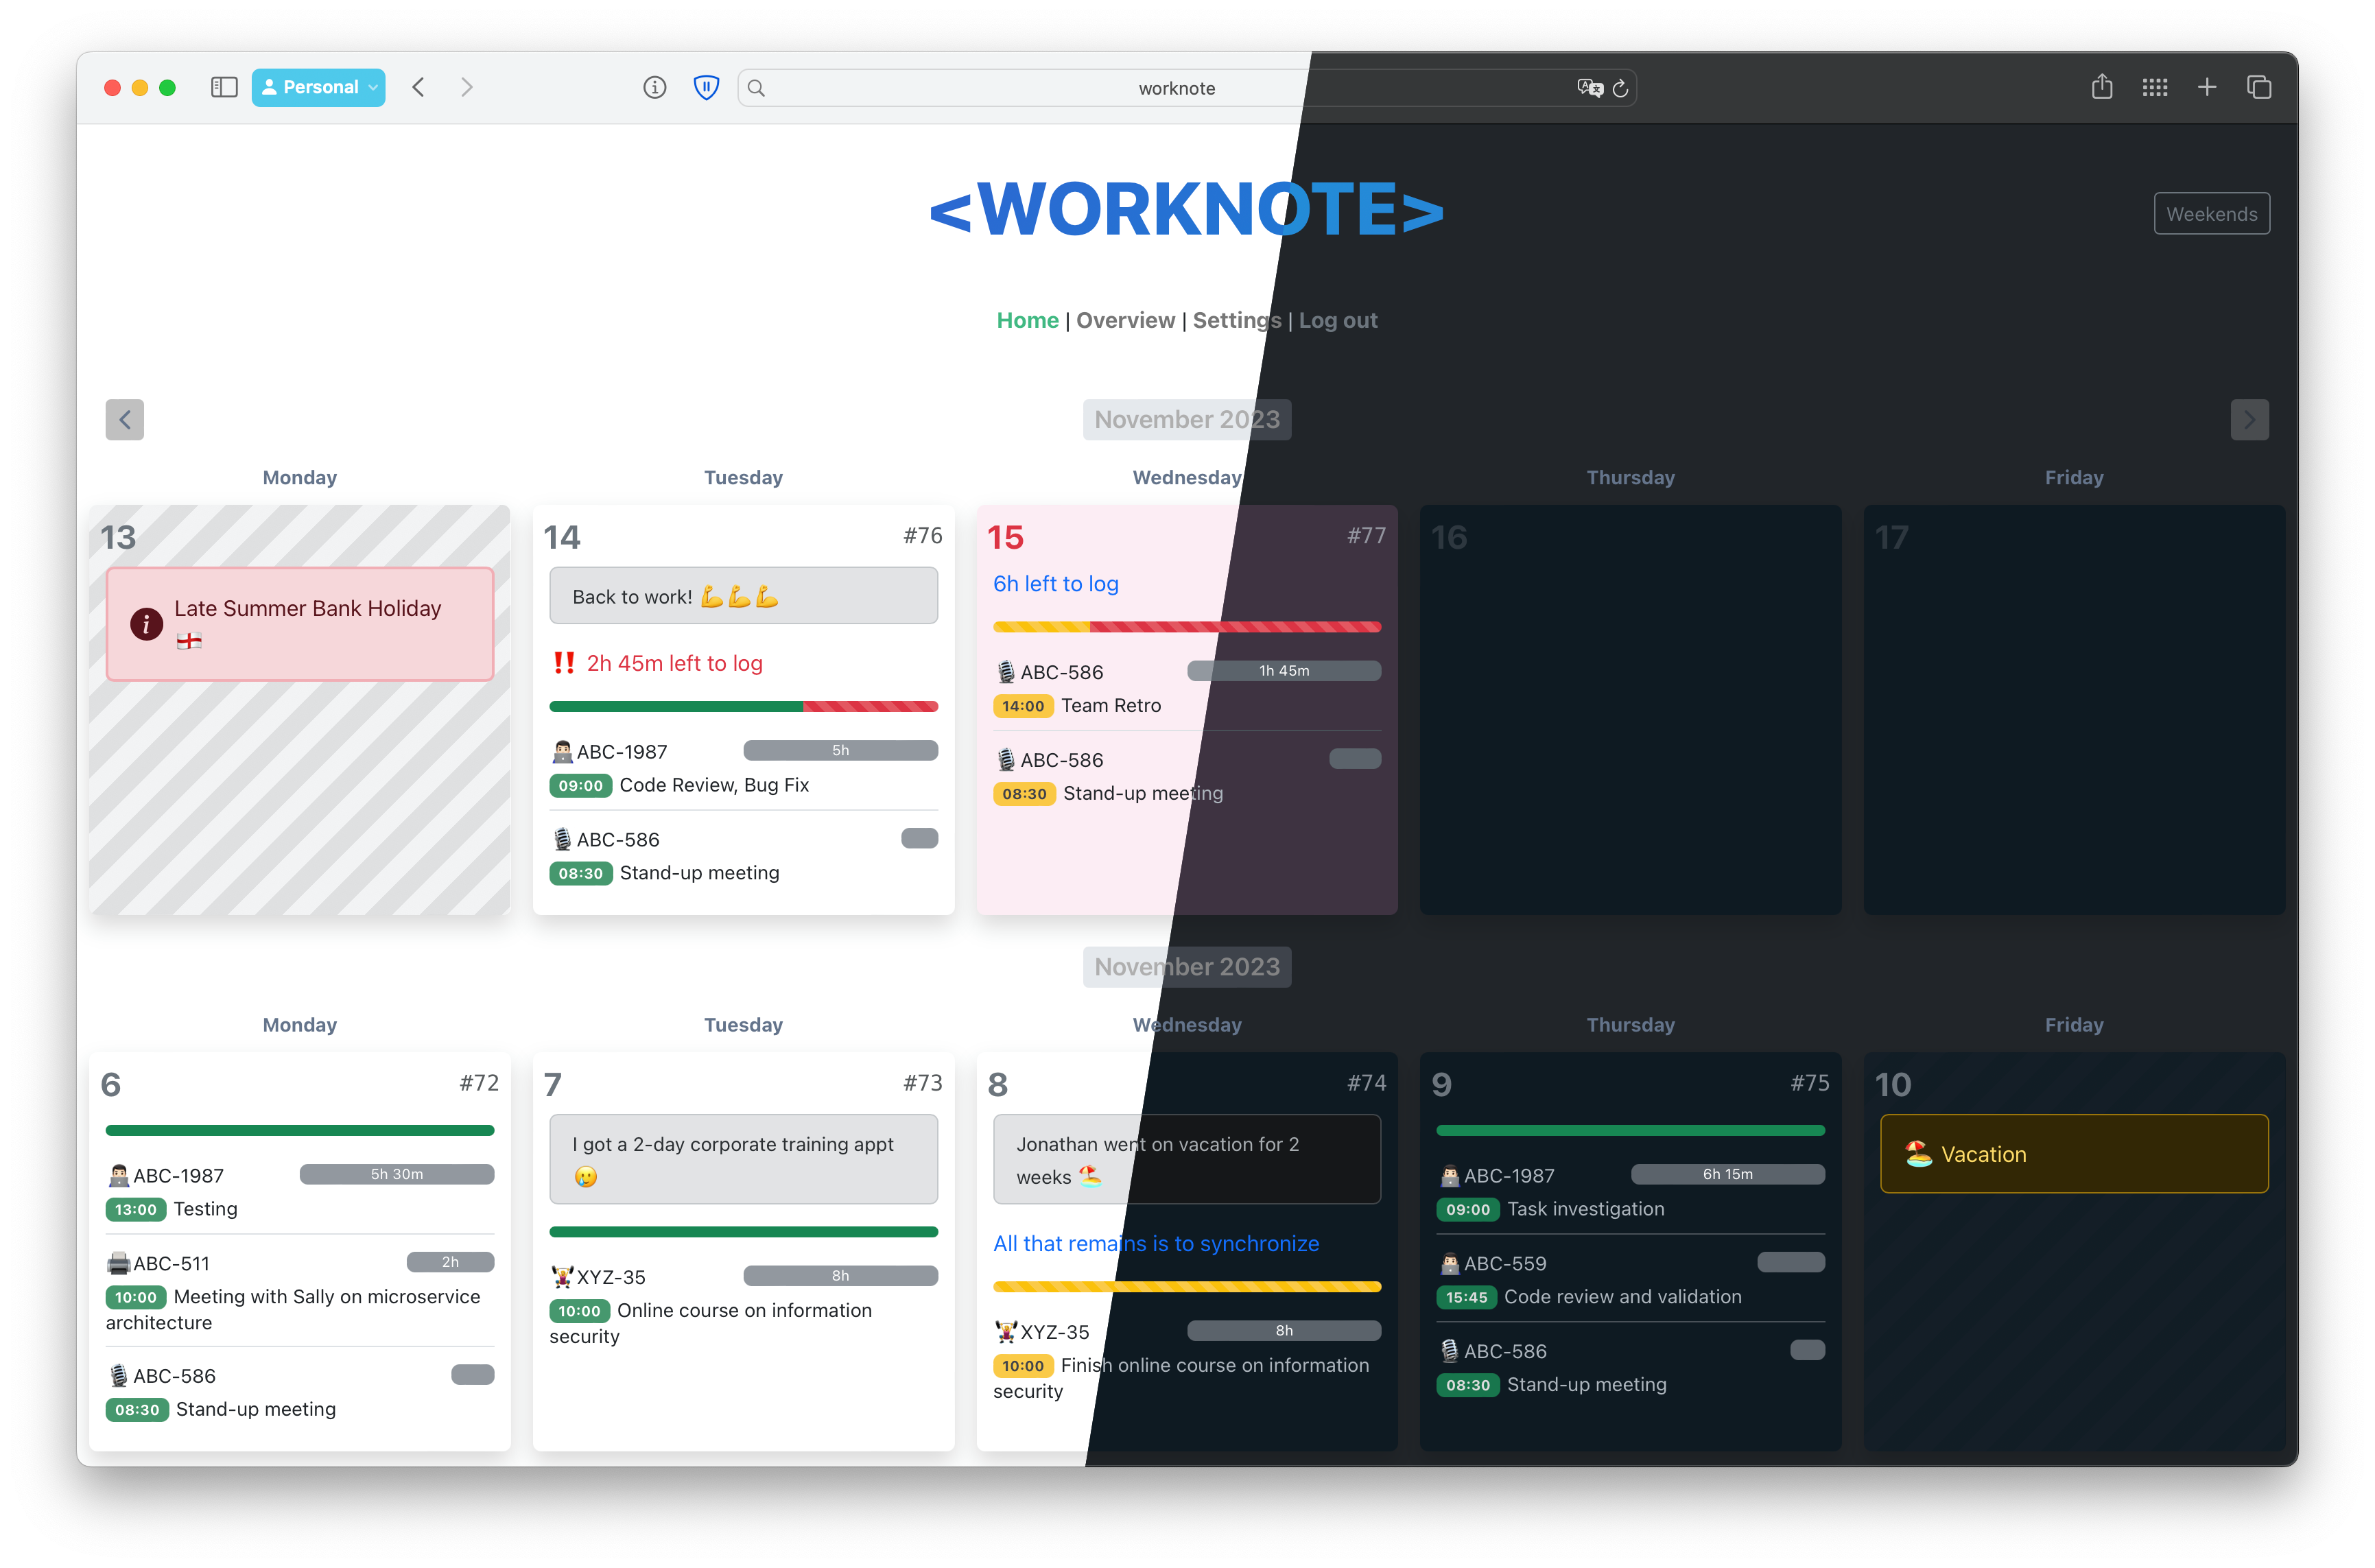 Personal
worknote
<WORKNOTE>
Weekends
Home | Overview | Settings | Log out
November 2023
Monday Tuesday Wednesday Thursday Friday
13
Late Summer Bank Holiday
🏴󠁧󠁢󠁥󠁮󠁧󠁿
14 #76
Back to work! 💪💪💪
‼️ 2h 45m left to log
ABC-1987 5h
09:00 Code Review, Bug Fix
ABC-586
08:30 Stand-up meeting
15 #77
6h left to log
ABC-586 1h 45m
14:00 Team Retro
ABC-586
08:30 Stand-up meeting
16
17
November 2023
Monday Tuesday Wednesday Thursday Friday
6 #72
ABC-1987 5h 30m
13:00 Testing
ABC-511 2h
10:00 Meeting with Sally on microservice
architecture
ABC-586
08:30 Stand-up meeting
7 #73
I got a 2-day corporate training appt
🥲
XYZ-35 8h
10:00 Online course on information
security
8 #74
Jonathan went on vacation for 2
weeks 🏖️
All that remains is to synchronize
XYZ-35 8h
10:00 Finish online course on information
security
9 #75
ABC-1987 6h 15m
09:00 Task investigation
ABC-559
15:45 Code review and validation
ABC-586
08:30 Stand-up meeting
10
🏖️ Vacation